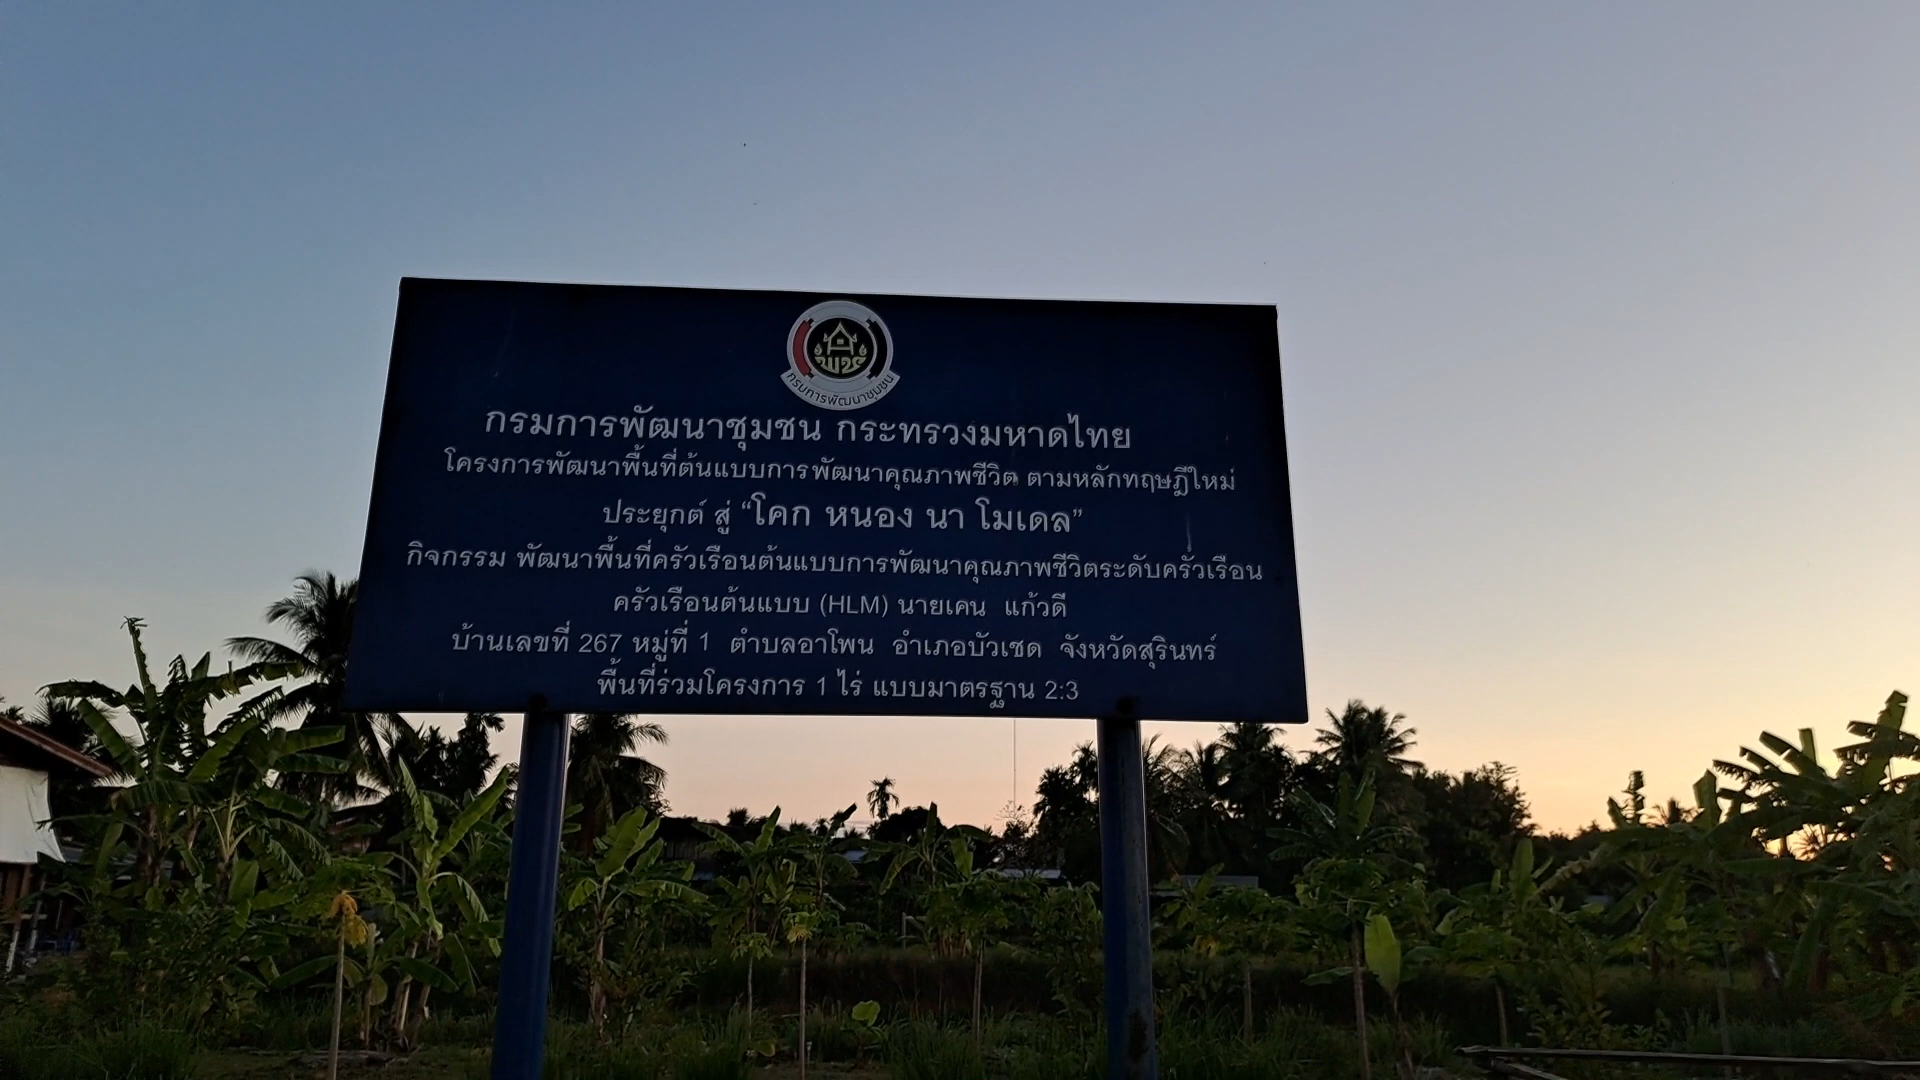 พช
กรมการพัฒนาชุมชน
กรมการพัฒนาชุมชน กระทรวงมหาดไทย
โครงการพัฒนาพื้นที่ต้นแบบการพัฒนาคุณภาพชีวิต ตามหลักทฤษฎีใหม่
ประยุกต์ สู่ “โคก หนอง นา โมเดล”
กิจกรรม พัฒนาพื้นที่ครัวเรือนต้นแบบการพัฒนาคุณภาพชีวิตระดับครัวเรือน
ครัวเรือนต้นแบบ (HLM) นายเคน แก้วดี
บ้านเลขที่ 267 หมู่ที่ 1 ตำบลอาโพน อำเภอบัวเชด จังหวัดสุรินทร์
พื้นที่ร่วมโครงการ 1 ไร่ แบบมาตรฐาน 2:3